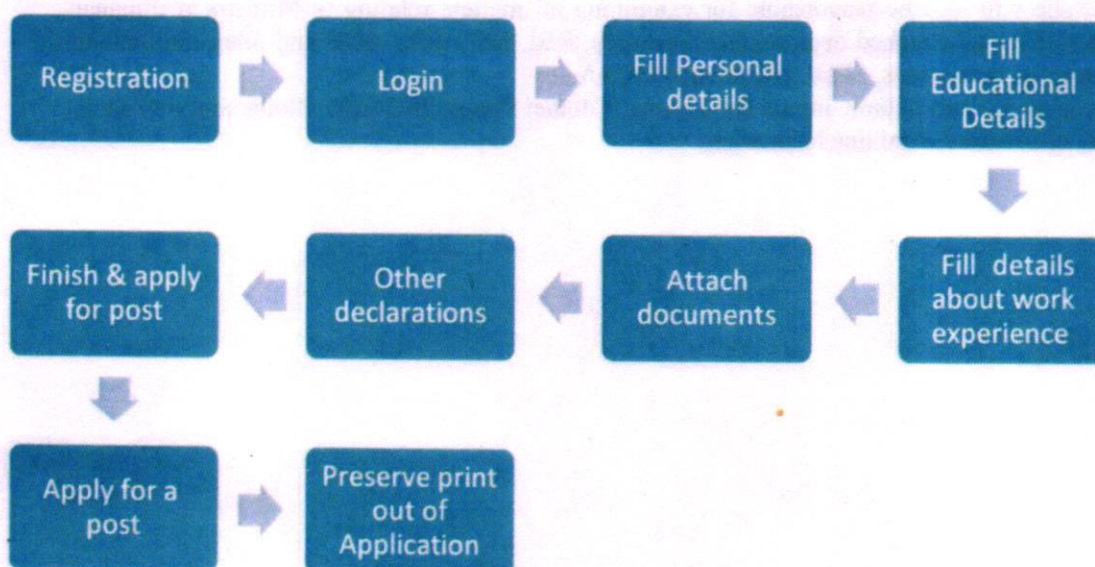 Registration
Login
Fill Personal
details
Fill
Educational
Details
Fill details
about work
experience
Attach
documents
Other
declarations
Finish & apply
for post
Apply for a
post
Preserve print
out of
Application